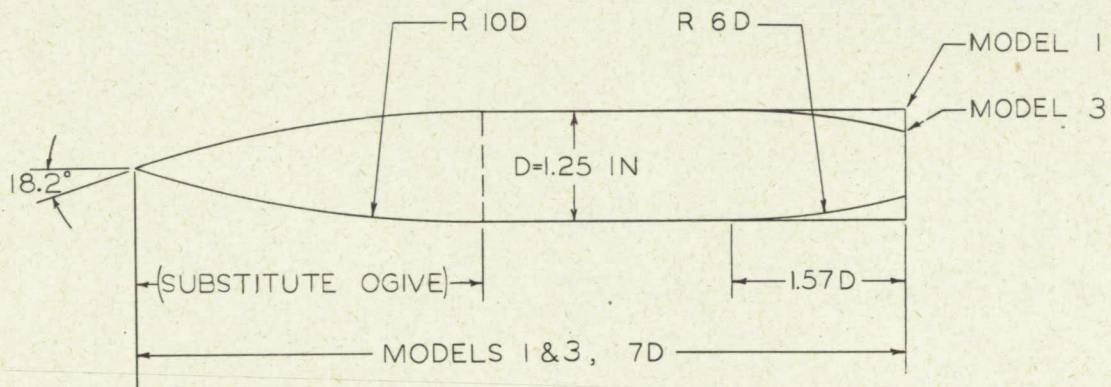 R 10D
R 6D
MODEL 1
MODEL 3
18.2°
D=1.25 IN
(SUBSTITUTE OGIVE)
1.57D
MODELS 1 & 3, 7D